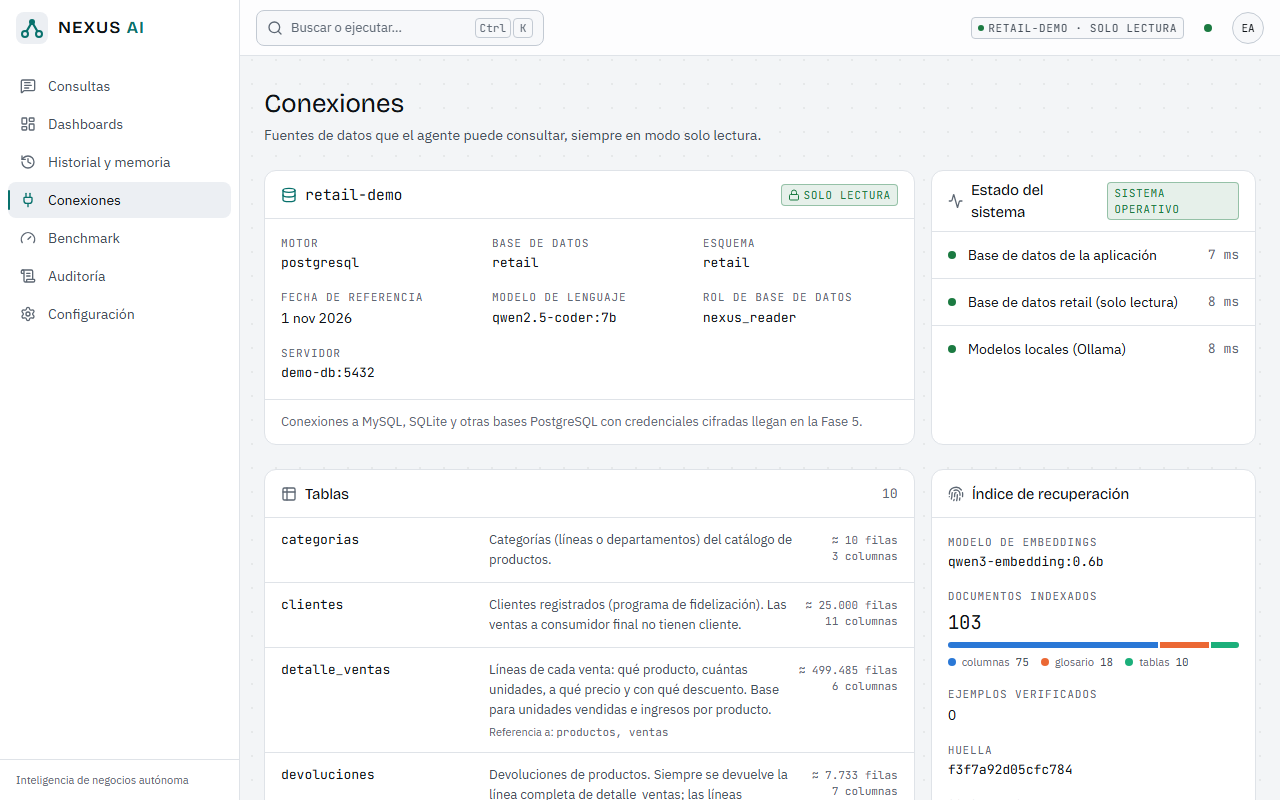 NEXUS AI
Buscar o ejecutar...
Ctrl K
RETAIL-DEMO · SOLO LECTURA
EA
Consultas
Dashboards
Historial y memoria
Conexiones
Benchmark
Auditoría
Configuración
Inteligencia de negocios autónoma
Conexiones
Fuentes de datos que el agente puede consultar, siempre en modo solo lectura.
retail-demo
SOLO LECTURA
MOTOR
postgresql
BASE DE DATOS
retail
ESQUEMA
retail
FECHA DE REFERENCIA
1 nov 2026
MODELO DE LENGUAJE
qwen2.5-coder:7b
ROL DE BASE DE DATOS
nexus_reader
SERVIDOR
demo-db:5432
Conexiones a MySQL, SQLite y otras bases PostgreSQL con credenciales cifradas llegan en la Fase 5.
Estado del
sistema
SISTEMA
OPERATIVO
Base de datos de la aplicación 7 ms
Base de datos retail (solo lectura) 8 ms
Modelos locales (Ollama) 8 ms
Tablas 10
categorias
Categorías (líneas o departamentos) del catálogo de
productos.
≈ 10 filas
3 columnas
clientes
Clientes registrados (programa de fidelización). Las
ventas a consumidor final no tienen cliente.
≈ 25.000 filas
11 columnas
detalle_ventas
Líneas de cada venta: qué producto, cuántas
unidades, a qué precio y con qué descuento. Base
para unidades vendidas e ingresos por producto.
Referencia a: productos, ventas
≈ 499.485 filas
6 columnas
devoluciones
Devoluciones de productos. Siempre se devuelve la
línea completa de detalle_ventas; las líneas
≈ 7.733 filas
7 columnas
Índice de recuperación
MODELO DE EMBEDDINGS
qwen3-embedding:0.6b
DOCUMENTOS INDEXADOS
103
columnas 75 glosario 18 tablas 10
EJEMPLOS VERIFICADOS
0
HUELLA
f3f7a92d05cfc784